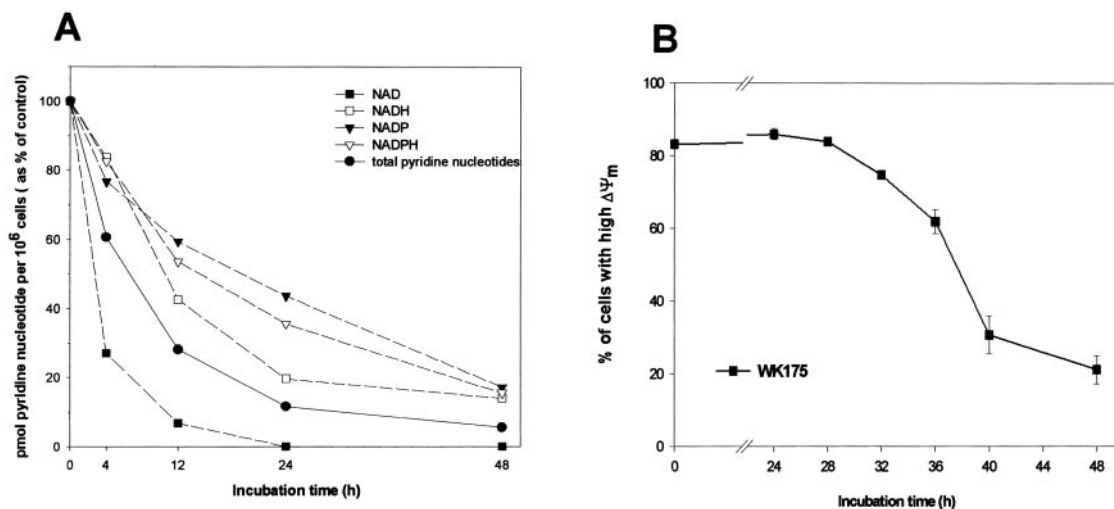 A
pmol pyridine nucleotide per 10⁶ cells ( as % of control)
100
80
60
40
20
0
NAD
NADH
NADP
NADPH
total pyridine nucleotides
0 4 12 24 48
Incubation time (h)
B
% of cells with high ΔΨm
100
80
60
40
20
0
WK175
0 24 28 32 36 40 44 48
Incubation time (h)